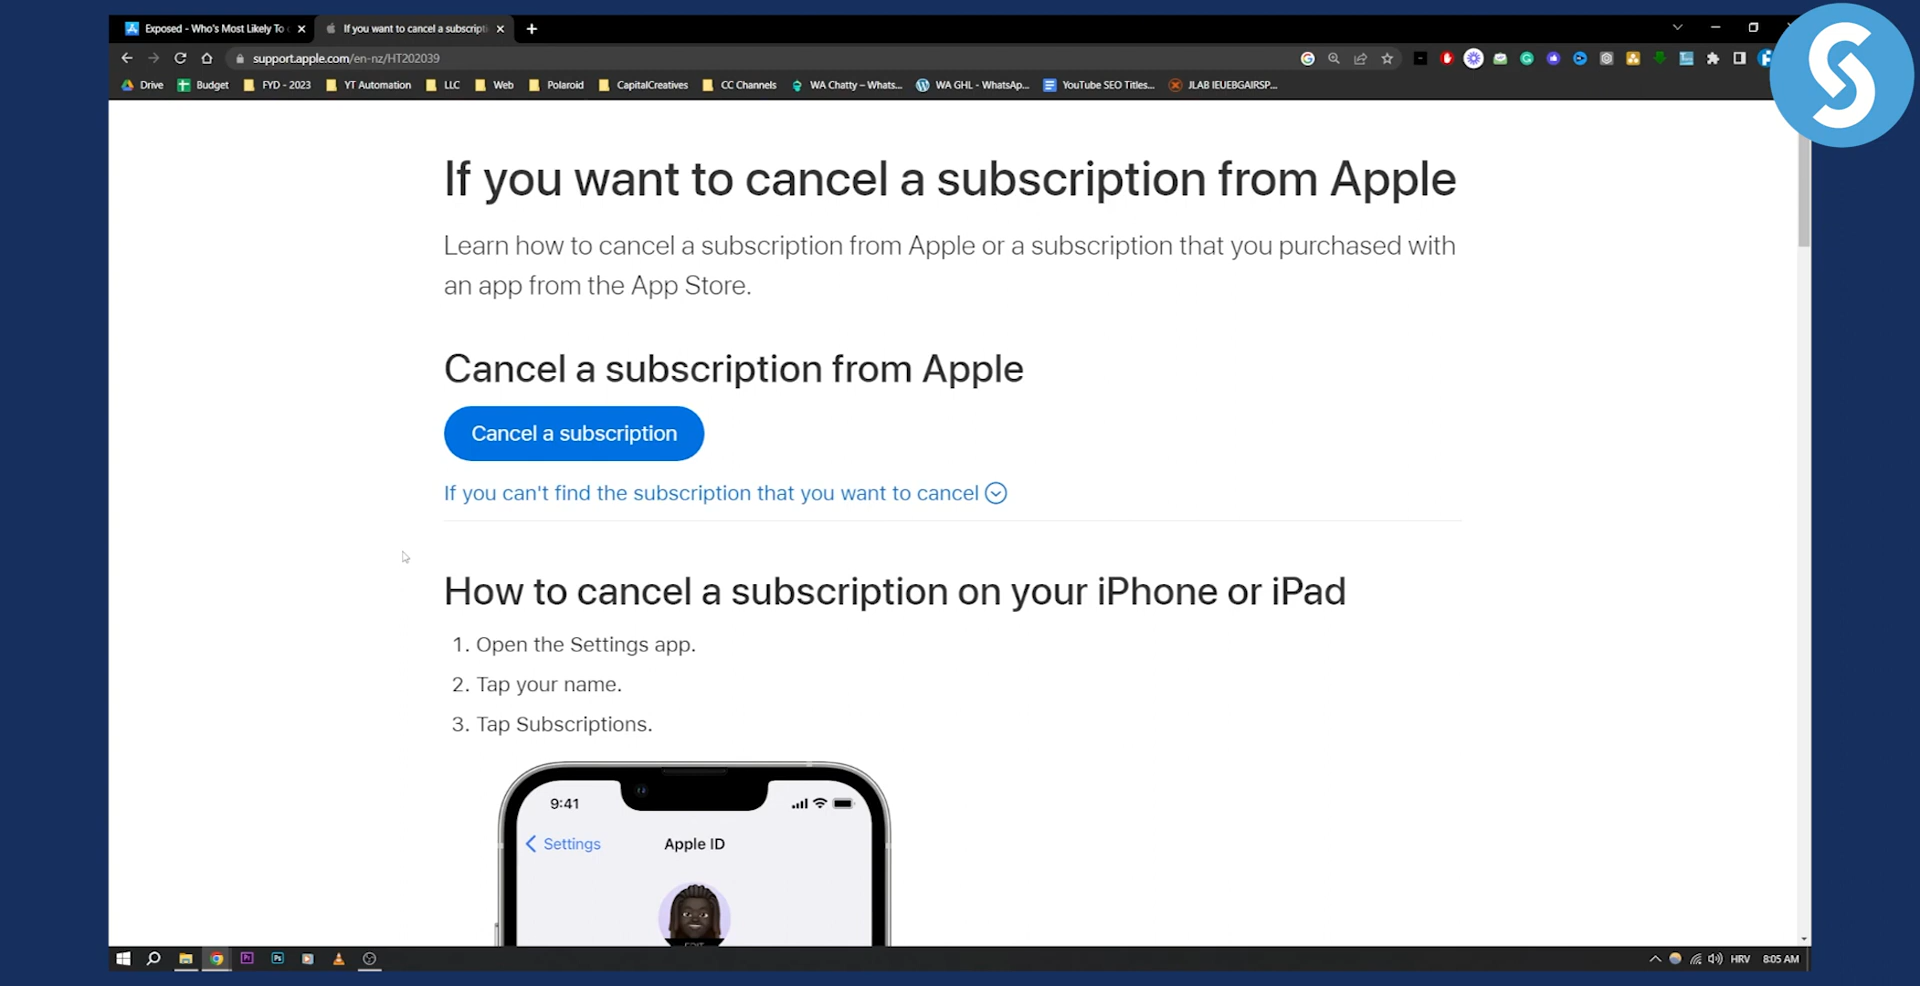 Exposed - Who's Most Likely To
If you want to cancel a subscripti
support.apple.com/en-nz/HT202039
Drive Budget FYD - 2023 YT Automation LLC Web Polaroid CapitalCreatives CC Channels WA Chatty – Whats... WA GHL - WhatsAp... YouTube SEO Titles... JLAB IEUEBGAIRSP...
If you want to cancel a subscription from Apple
Learn how to cancel a subscription from Apple or a subscription that you purchased with
an app from the App Store.
Cancel a subscription from Apple
Cancel a subscription
If you can't find the subscription that you want to cancel
How to cancel a subscription on your iPhone or iPad
1. Open the Settings app.
2. Tap your name.
3. Tap Subscriptions.
9:41
Settings Apple ID
EDIT
Pr Ps HRV 8:05 AM